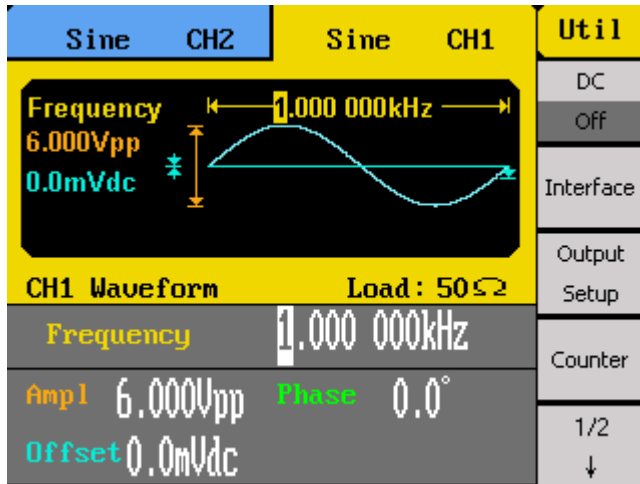 Sine CH2
Sine CH1
Util
Frequency
1.000 000kHz
6.000Vpp
0.0mVdc
CH1 Waveform
Load: 50Ω
Frequency
1.000 000kHz
Ampl 6.000Vpp
Phase 0.0°
Offset 0.0mVdc
DC
Off
Interface
Output
Setup
Counter
1/2
↓